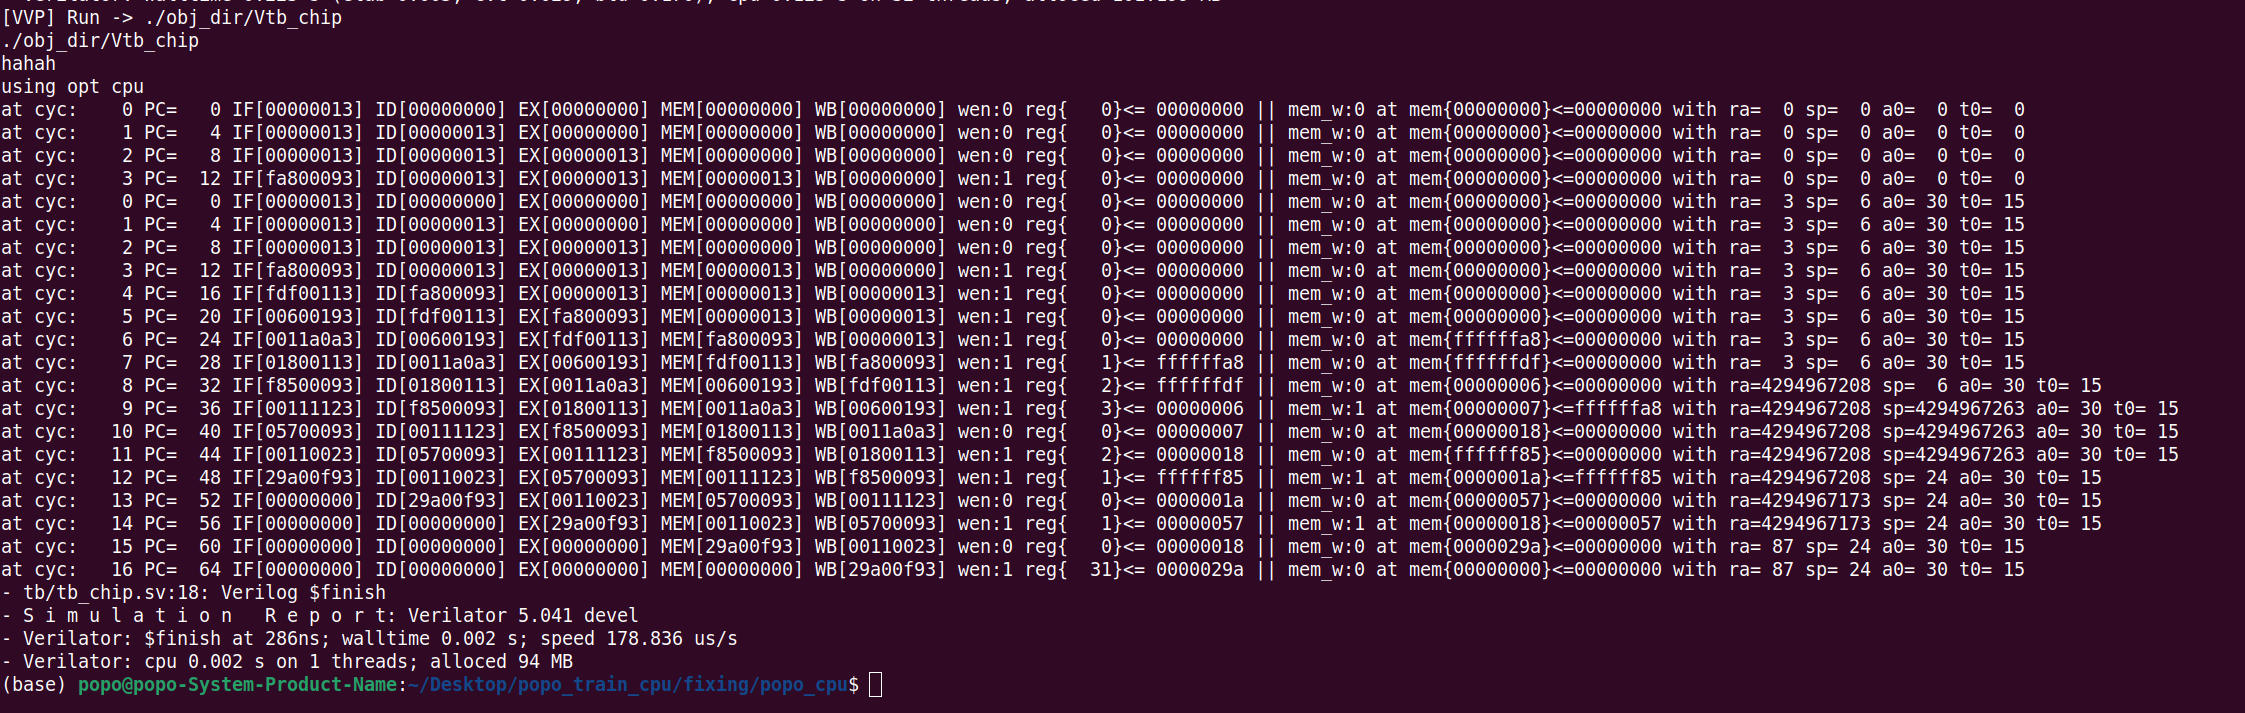 [VVP] Run -> ./obj_dir/Vtb_chip
./obj_dir/Vtb_chip
hahah
using opt cpu
at cyc:    0 PC=   0 IF[00000013] ID[00000000] EX[00000000] MEM[00000000] WB[00000000] wen:0 reg{   0}<= 00000000 || mem_w:0 at mem{00000000}<=00000000 with ra=  0 sp=  0 a0=  0 t0=  0
at cyc:    1 PC=   4 IF[00000013] ID[00000013] EX[00000000] MEM[00000000] WB[00000000] wen:0 reg{   0}<= 00000000 || mem_w:0 at mem{00000000}<=00000000 with ra=  0 sp=  0 a0=  0 t0=  0
at cyc:    2 PC=   8 IF[00000013] ID[00000013] EX[00000013] MEM[00000000] WB[00000000] wen:0 reg{   0}<= 00000000 || mem_w:0 at mem{00000000}<=00000000 with ra=  0 sp=  0 a0=  0 t0=  0
at cyc:    3 PC=  12 IF[fa800093] ID[00000013] EX[00000013] MEM[00000013] WB[00000000] wen:1 reg{   0}<= 00000000 || mem_w:0 at mem{00000000}<=00000000 with ra=  0 sp=  0 a0=  0 t0=  0
at cyc:    0 PC=   0 IF[00000013] ID[00000000] EX[00000000] MEM[00000000] WB[00000000] wen:0 reg{   0}<= 00000000 || mem_w:0 at mem{00000000}<=00000000 with ra=  3 sp=  6 a0= 30 t0= 15
at cyc:    1 PC=   4 IF[00000013] ID[00000013] EX[00000000] MEM[00000000] WB[00000000] wen:0 reg{   0}<= 00000000 || mem_w:0 at mem{00000000}<=00000000 with ra=  3 sp=  6 a0= 30 t0= 15
at cyc:    2 PC=   8 IF[00000013] ID[00000013] EX[00000013] MEM[00000000] WB[00000000] wen:0 reg{   0}<= 00000000 || mem_w:0 at mem{00000000}<=00000000 with ra=  3 sp=  6 a0= 30 t0= 15
at cyc:    3 PC=  12 IF[fa800093] ID[00000013] EX[00000013] MEM[00000013] WB[00000000] wen:1 reg{   0}<= 00000000 || mem_w:0 at mem{00000000}<=00000000 with ra=  3 sp=  6 a0= 30 t0= 15
at cyc:    4 PC=  16 IF[fdf00113] ID[fa800093] EX[00000013] MEM[00000013] WB[00000013] wen:1 reg{   0}<= 00000000 || mem_w:0 at mem{00000000}<=00000000 with ra=  3 sp=  6 a0= 30 t0= 15
at cyc:    5 PC=  20 IF[00600193] ID[fdf00113] EX[fa800093] MEM[00000013] WB[00000013] wen:1 reg{   0}<= 00000000 || mem_w:0 at mem{00000000}<=00000000 with ra=  3 sp=  6 a0= 30 t0= 15
at cyc:    6 PC=  24 IF[0011a0a3] ID[00600193] EX[fdf00113] MEM[fa800093] WB[00000013] wen:1 reg{   0}<= 00000000 || mem_w:0 at mem{ffffffa8}<=00000000 with ra=  3 sp=  6 a0= 30 t0= 15
at cyc:    7 PC=  28 IF[01800113] ID[0011a0a3] EX[00600193] MEM[fdf00113] WB[fa800093] wen:1 reg{   1}<= ffffffa8 || mem_w:0 at mem{ffffffdf}<=00000000 with ra=  3 sp=  6 a0= 30 t0= 15
at cyc:    8 PC=  32 IF[f8500093] ID[01800113] EX[0011a0a3] MEM[00600193] WB[fdf00113] wen:1 reg{   2}<= ffffffdf || mem_w:0 at mem{00000006}<=00000000 with ra=4294967208 sp=  6 a0= 30 t0= 15
at cyc:    9 PC=  36 IF[00111123] ID[f8500093] EX[01800113] MEM[0011a0a3] WB[00600193] wen:1 reg{   3}<= 00000006 || mem_w:1 at mem{00000007}<=ffffffa8 with ra=4294967208 sp=4294967263 a0= 30 t0= 15
at cyc:   10 PC=  40 IF[05700093] ID[00111123] EX[f8500093] MEM[01800113] WB[0011a0a3] wen:0 reg{   0}<= 00000007 || mem_w:0 at mem{00000018}<=00000000 with ra=4294967208 sp=4294967263 a0= 30 t0= 15
at cyc:   11 PC=  44 IF[00110023] ID[05700093] EX[00111123] MEM[f8500093] WB[01800113] wen:1 reg{   2}<= 00000018 || mem_w:0 at mem{ffffff85}<=00000000 with ra=4294967208 sp=4294967263 a0= 30 t0= 15
at cyc:   12 PC=  48 IF[29a00f93] ID[00110023] EX[05700093] MEM[00111123] WB[f8500093] wen:1 reg{   1}<= ffffff85 || mem_w:1 at mem{0000001a}<=ffffff85 with ra=4294967208 sp= 24 a0= 30 t0= 15
at cyc:   13 PC=  52 IF[00000000] ID[29a00f93] EX[00110023] MEM[05700093] WB[00111123] wen:0 reg{   0}<= 0000001a || mem_w:0 at mem{00000057}<=00000000 with ra=4294967173 sp= 24 a0= 30 t0= 15
at cyc:   14 PC=  56 IF[00000000] ID[00000000] EX[29a00f93] MEM[00110023] WB[05700093] wen:1 reg{   1}<= 00000057 || mem_w:1 at mem{00000018}<=00000057 with ra=4294967173 sp= 24 a0= 30 t0= 15
at cyc:   15 PC=  60 IF[00000000] ID[00000000] EX[00000000] MEM[29a00f93] WB[00110023] wen:0 reg{   0}<= 00000018 || mem_w:0 at mem{0000029a}<=00000000 with ra= 87 sp= 24 a0= 30 t0= 15
at cyc:   16 PC=  64 IF[00000000] ID[00000000] EX[00000000] MEM[00000000] WB[29a00f93] wen:1 reg{  31}<= 0000029a || mem_w:0 at mem{00000000}<=00000000 with ra= 87 sp= 24 a0= 30 t0= 15
- tb/tb_chip.sv:18: Verilog $finish
- S i m u l a t i o n   R e p o r t: Verilator 5.041 devel
- Verilator: $finish at 286ns; walltime 0.002 s; speed 178.836 us/s
- Verilator: cpu 0.002 s on 1 threads; alloced 94 MB
(base) popo@popo-System-Product-Name:~/Desktop/popo_train_cpu/fixing/popo_cpu$